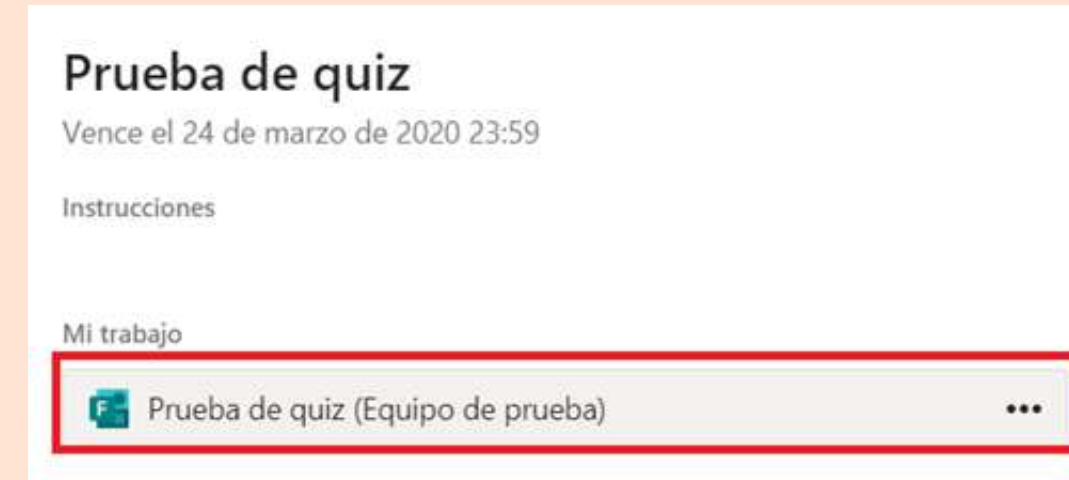 Prueba de quiz
Vence el 24 de marzo de 2020 23:59
Instrucciones
Mi trabajo
Prueba de quiz (Equipo de prueba)